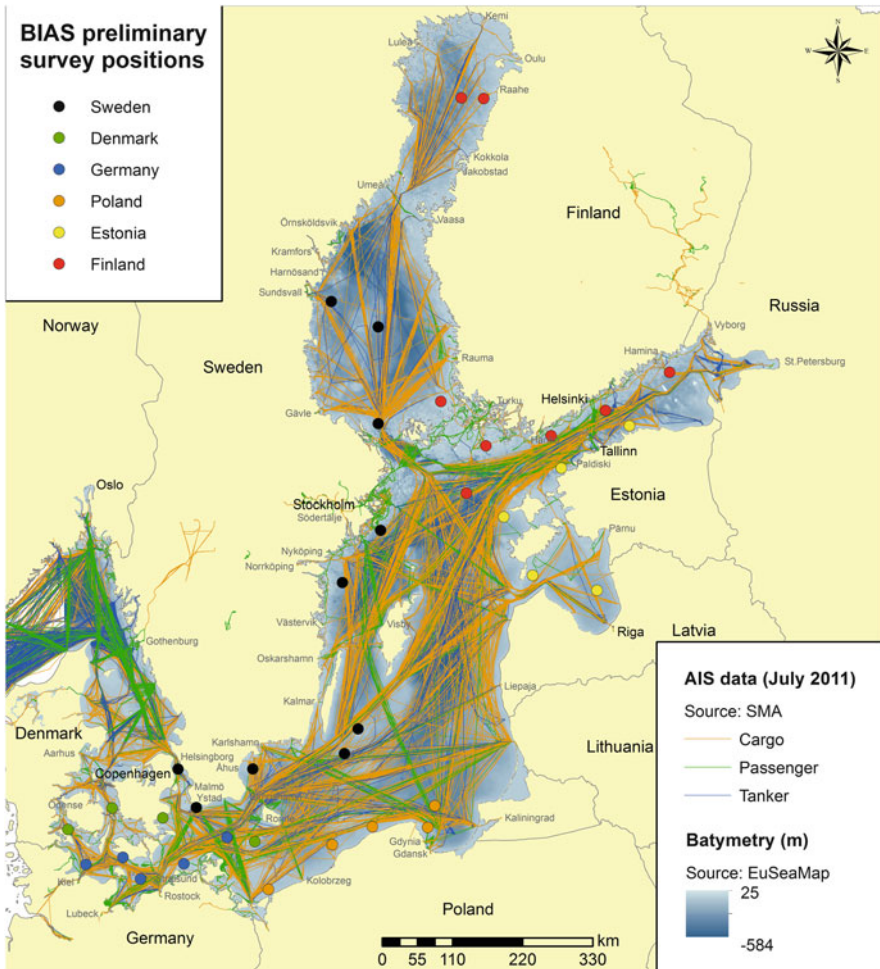 BIAS preliminary
survey positions
Sweden
Denmark
Germany
Poland
Estonia
Finland
N
W
E
S
Kemi
Luleå
Oulu
Raahe
Kokkola
Jakobstad
Umeå
Vaasa
Finland
Örnsköldsvik
Kramfors
Harnösand
Sundsvall
Norway
Russia
Vyborg
Hamina
St.Petersburg
Rauma
Sweden
Helsinki
Turku
Gävle
Tallinn
Paldiski
Oslo
Estonia
Stockholm
Södertälje
Pärnu
Nyköping
Norrköping
Västervik
Visby
Riga
Latvia
Gothenburg
Oskarshamn
Liepaja
Kalmar
Denmark
Karlshamn
Lithuania
Aarhus
Helsingborg
Åhus
Copenhagen
Malmö
Ystad
Odense
Kaliningrad
Gdynia
Gdansk
Kiel
Kolobrzeg
Rostock
Lubeck
Poland
Germany
km
0 55 110 220 330
AIS data (July 2011)
Source: SMA
Cargo
Passenger
Tanker
Batymetry (m)
Source: EuSeaMap
25
-584